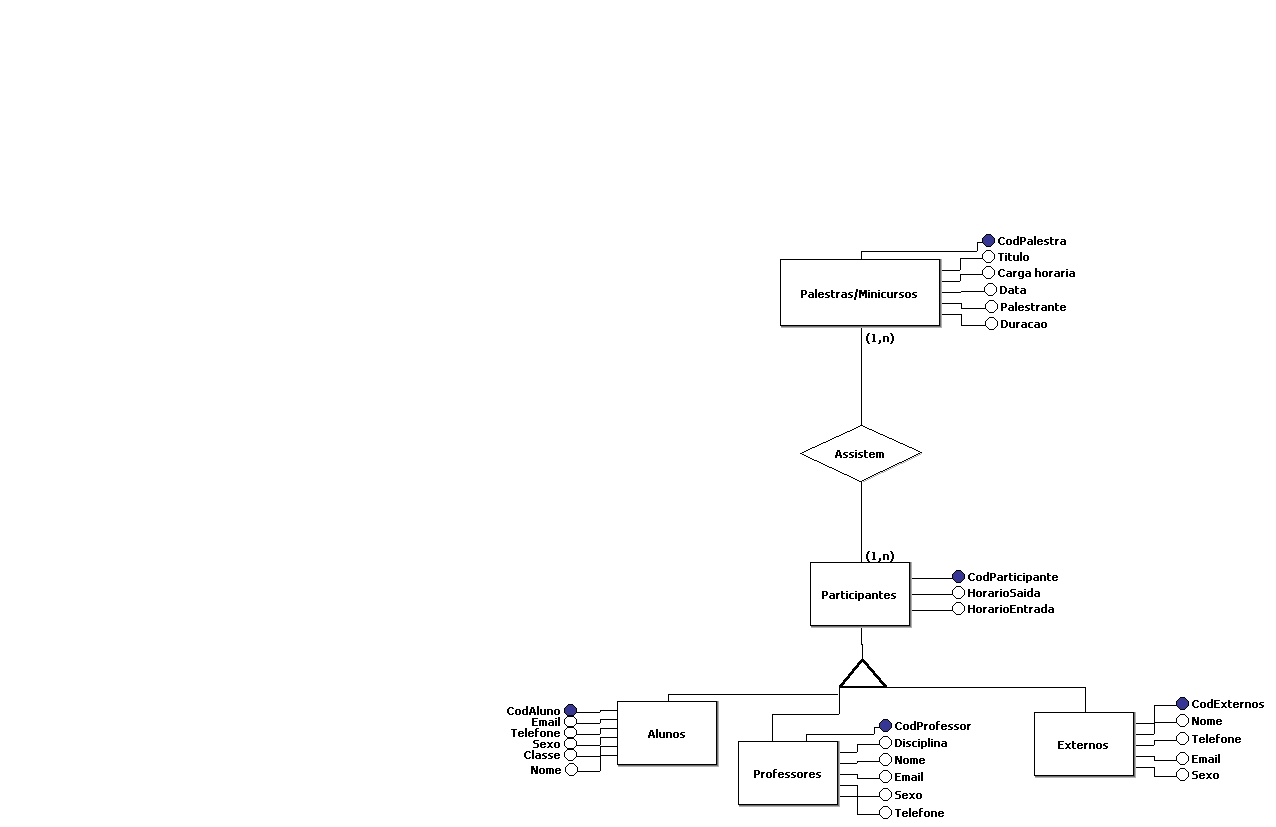 CodPalestra
Titulo
Carga horaria
Data
Palestrante
Duracao
Palestras/Minicursos
(1,n)
Assistem
(1,n)
Participantes
CodParticipante
HorarioSaida
HorarioEntrada
CodAluno
Email
Telefone
Sexo
Classe
Nome
Alunos
CodProfessor
Disciplina
Nome
Email
Sexo
Telefone
Professores
CodExternos
Nome
Telefone
Email
Sexo
Externos